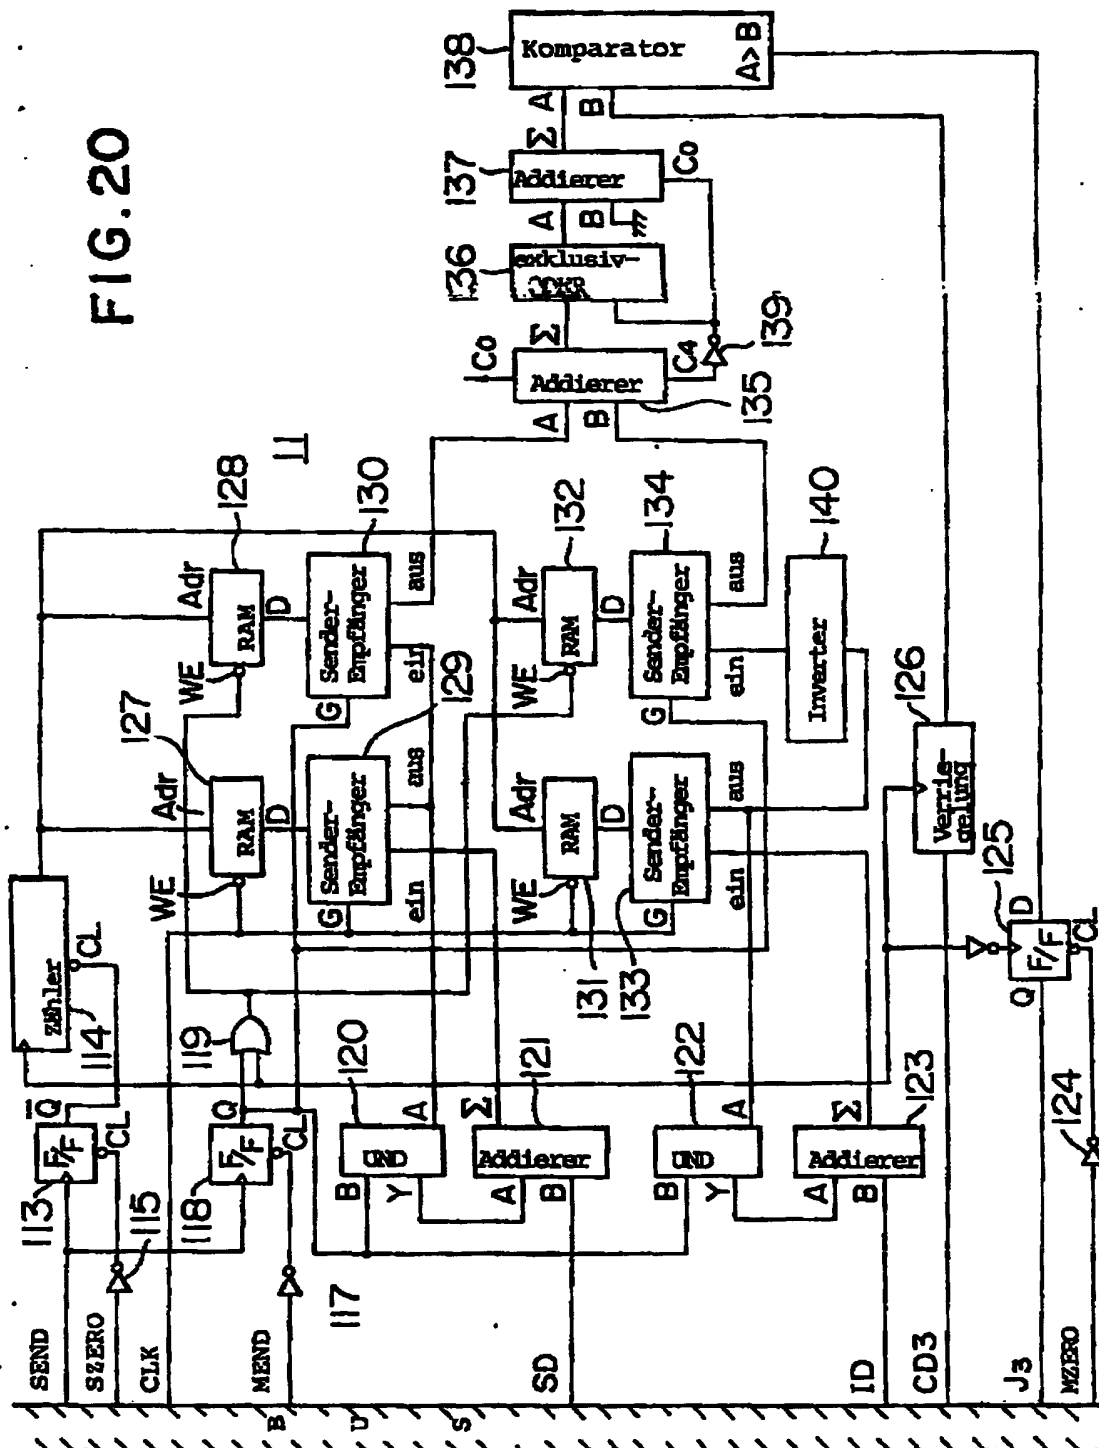 FIG.20
11
138
Komparator
A>B
A
B
Σ
137
Addierer
C0
A
B
136
exklusiv-
Σ
C0
139
Addierer
C4
135
A
B
128
Adr
WE
RAM
D
130
Sender-
Empfänger
G
ein
aus
127
Adr
WE
RAM
D
129
Sender-
Empfänger
G
ein
aus
132
Adr
WE
RAM
D
134
Sender-
Empfänger
G
ein
aus
140
Inverter
Adr
WE
RAM
131
D
133
Sender-
Empfänger
G
ein
aus
126
Verrie-
gelung
125
D
F/F
Q
CL
Zähler
CL
114
113
F/F
Q̅
CL
115
119
118
F/F
Q
CL
117
120
UND
A
B
Y
121
Σ
Addierer
A
B
122
UND
A
B
Y
123
Σ
Addierer
A
B
124
SEND
SZERO
CLK
MEND
SD
ID
CD3
J3
MZERO
B
U
S